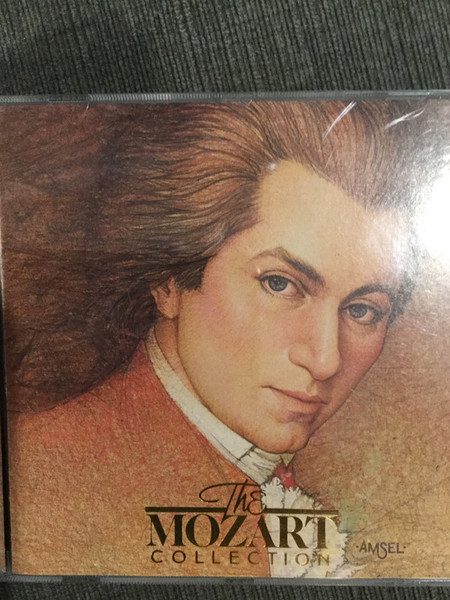 The
MOZART
COLLECTION
·AMSEL·